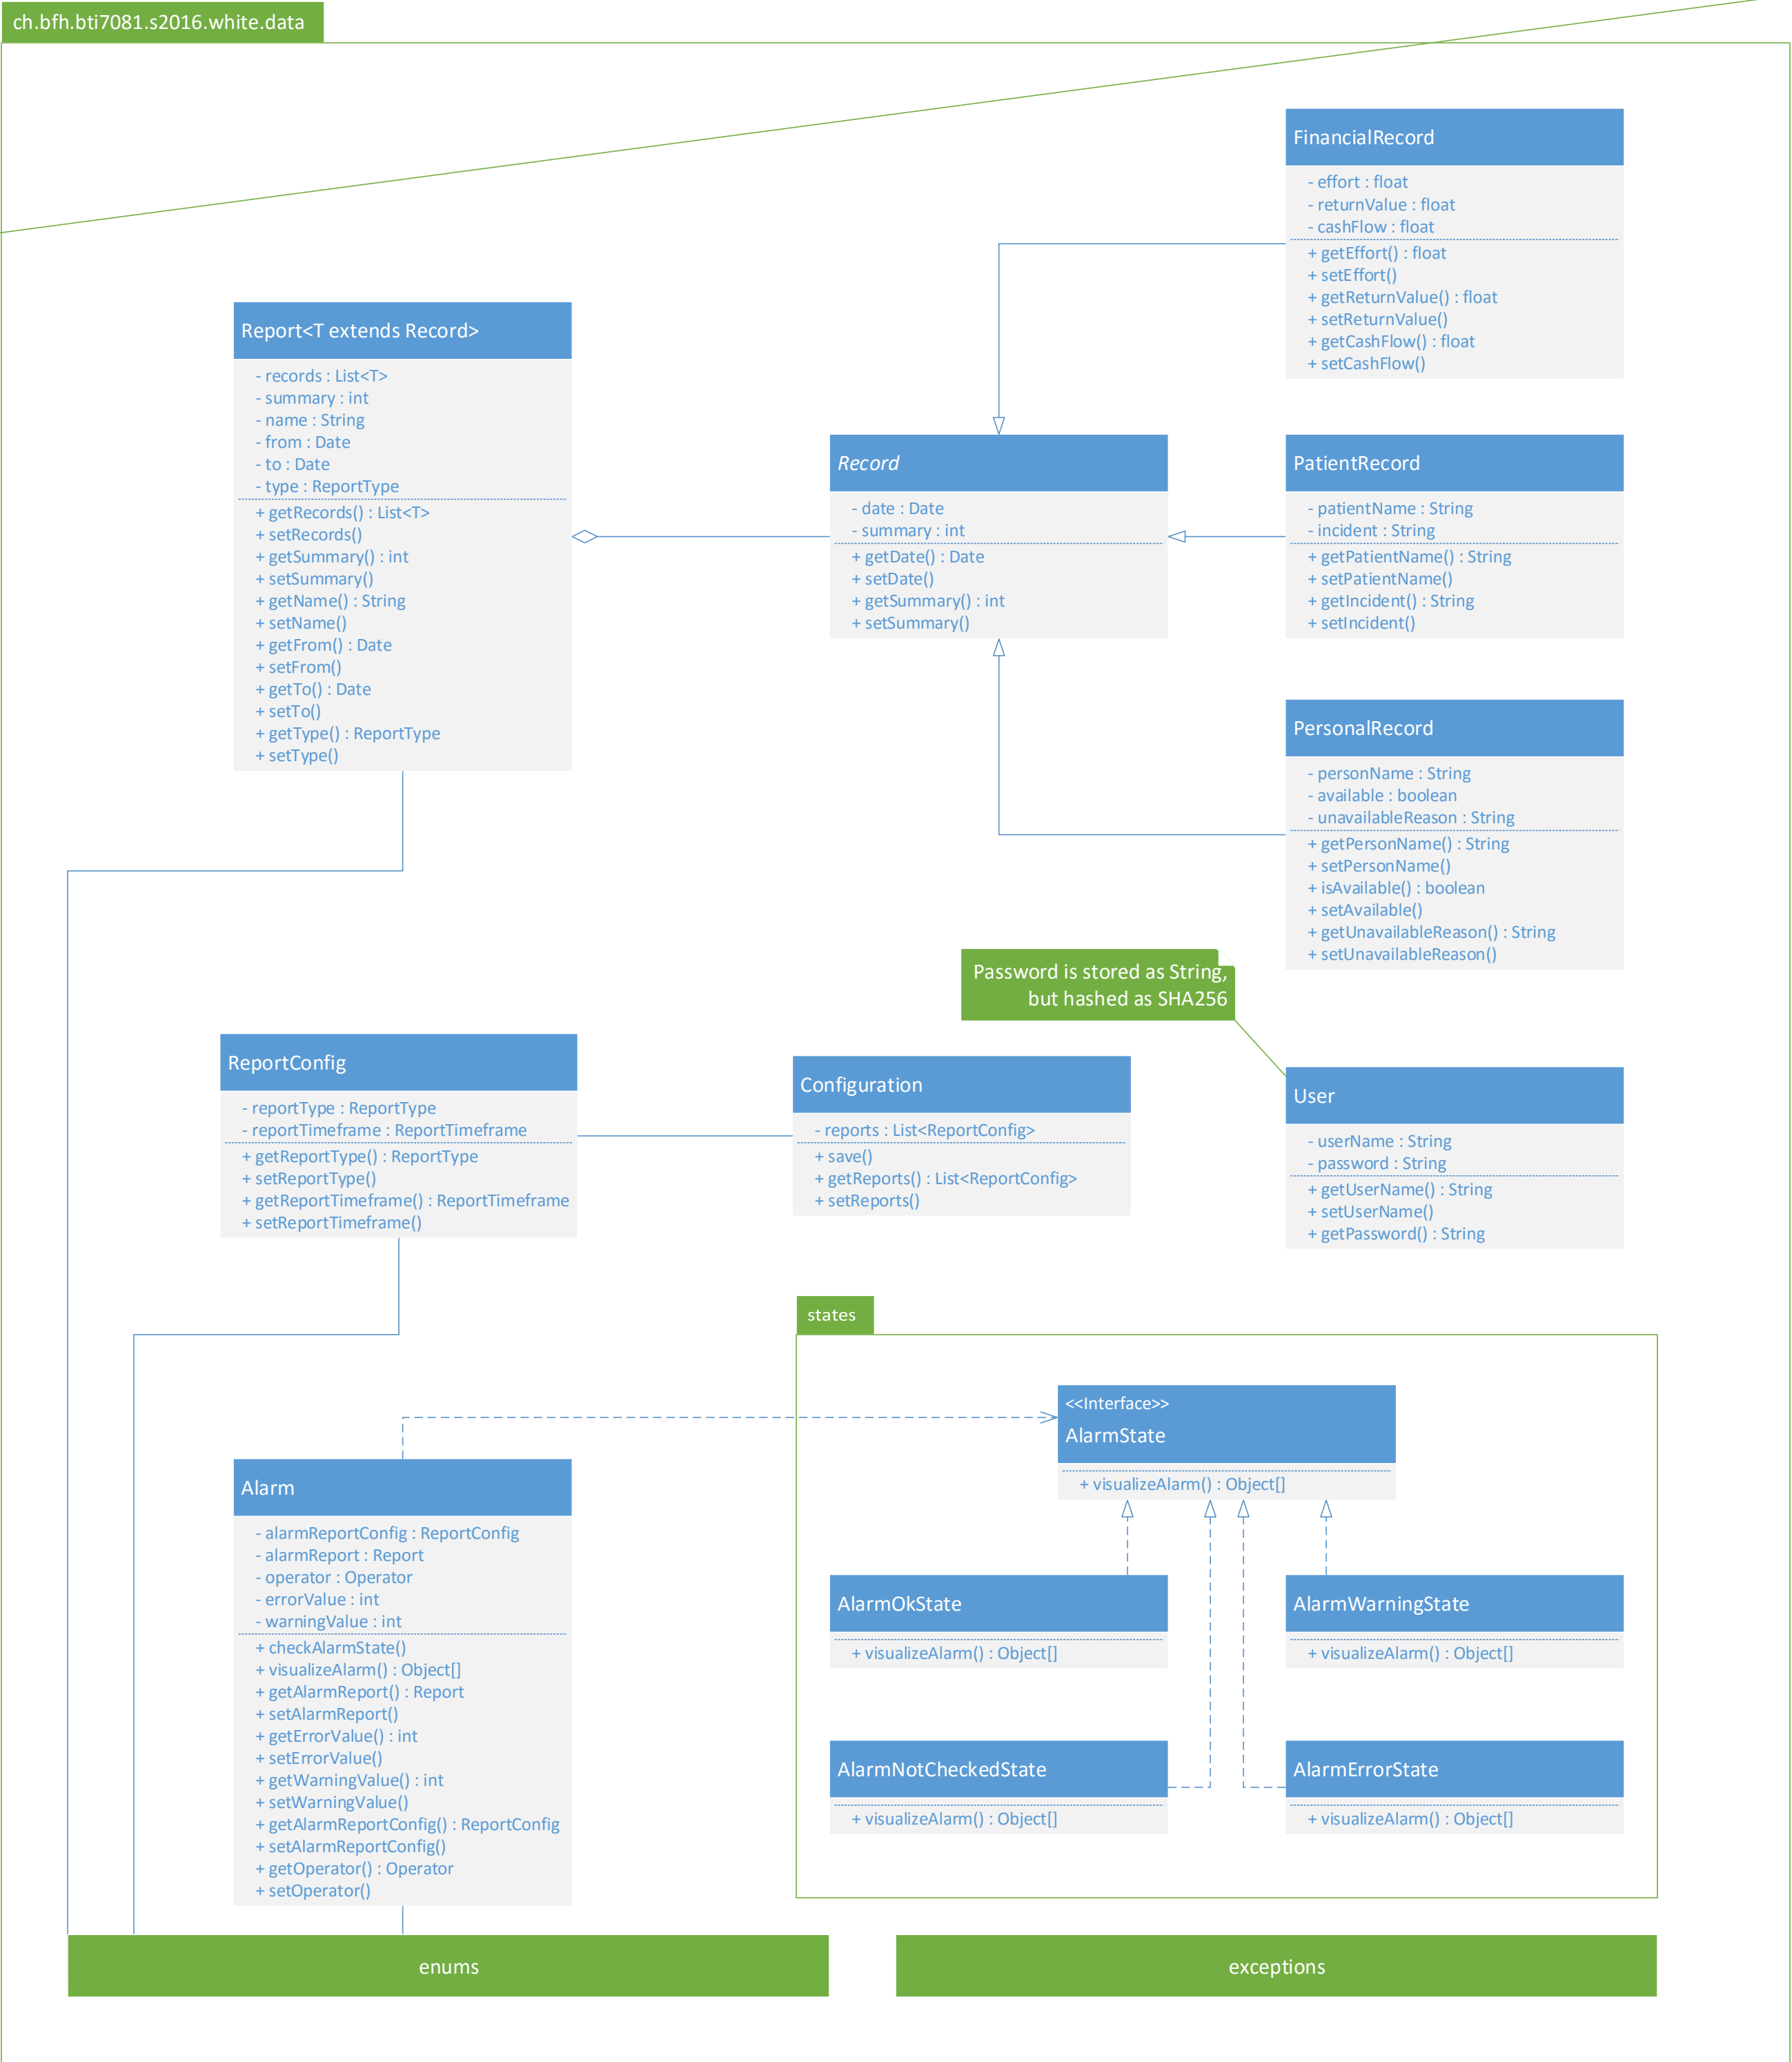 ch.bfh.bti7081.s2016.white.data
FinancialRecord
- effort : float
- returnValue : float
- cashFlow : float
+ getEffort() : float
+ setEffort()
+ getReturnValue() : float
+ setReturnValue()
+ getCashFlow() : float
+ setCashFlow()
Report<T extends Record>
- records : List<T>
- summary : int
- name : String
- from : Date
- to : Date
- type : ReportType
+ getRecords() : List<T>
+ setRecords()
+ getSummary() : int
+ setSummary()
+ getName() : String
+ setName()
+ getFrom() : Date
+ setFrom()
+ getTo() : Date
+ setTo()
+ getType() : ReportType
+ setType()
Record
- date : Date
- summary : int
+ getDate() : Date
+ setDate()
+ getSummary() : int
+ setSummary()
PatientRecord
- patientName : String
- incident : String
+ getPatientName() : String
+ setPatientName()
+ getIncident() : String
+ setIncident()
PersonalRecord
- personName : String
- available : boolean
- unavailableReason : String
+ getPersonName() : String
+ setPersonName()
+ isAvailable() : boolean
+ setAvailable()
+ getUnavailableReason() : String
+ setUnavailableReason()
Password is stored as String,
but hashed as SHA256
ReportConfig
- reportType : ReportType
- reportTimeframe : ReportTimeframe
+ getReportType() : ReportType
+ setReportType()
+ getReportTimeframe() : ReportTimeframe
+ setReportTimeframe()
Configuration
- reports : List<ReportConfig>
+ save()
+ getReports() : List<ReportConfig>
+ setReports()
User
- userName : String
- password : String
+ getUserName() : String
+ setUserName()
+ getPassword() : String
states
<<Interface>>
AlarmState
+ visualizeAlarm() : Object[]
Alarm
- alarmReportConfig : ReportConfig
- alarmReport : Report
- operator : Operator
- errorValue : int
- warningValue : int
+ checkAlarmState()
+ visualizeAlarm() : Object[]
+ getAlarmReport() : Report
+ setAlarmReport()
+ getErrorValue() : int
+ setErrorValue()
+ getWarningValue() : int
+ setWarningValue()
+ getAlarmReportConfig() : ReportConfig
+ setAlarmReportConfig()
+ getOperator() : Operator
+ setOperator()
AlarmOkState
+ visualizeAlarm() : Object[]
AlarmWarningState
+ visualizeAlarm() : Object[]
AlarmNotCheckedState
+ visualizeAlarm() : Object[]
AlarmErrorState
+ visualizeAlarm() : Object[]
enums
exceptions